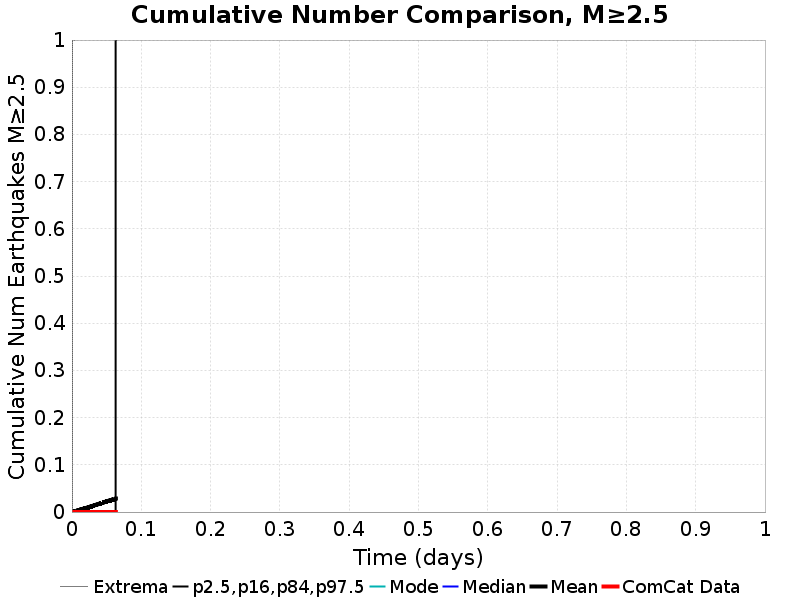 Cumulative Number Comparison, M≥2.5
Cumulative Num Earthquakes M≥2.5
1
0.9
0.8
0.7
0.6
0.5
0.4
0.3
0.2
0.1
0
0 0.1 0.2 0.3 0.4 0.5 0.6 0.7 0.8 0.9 1
Time (days)
Extrema p2.5,p16,p84,p97.5 Mode Median Mean ComCat Data